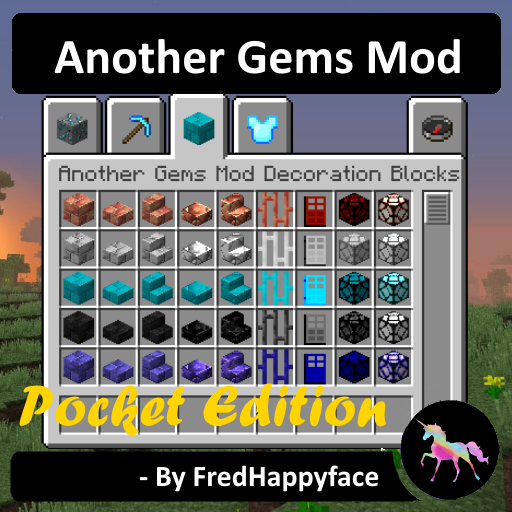 Another Gems Mod
Another Gems Mod Decoration Blocks
Pocket Edition
- By FredHappyface